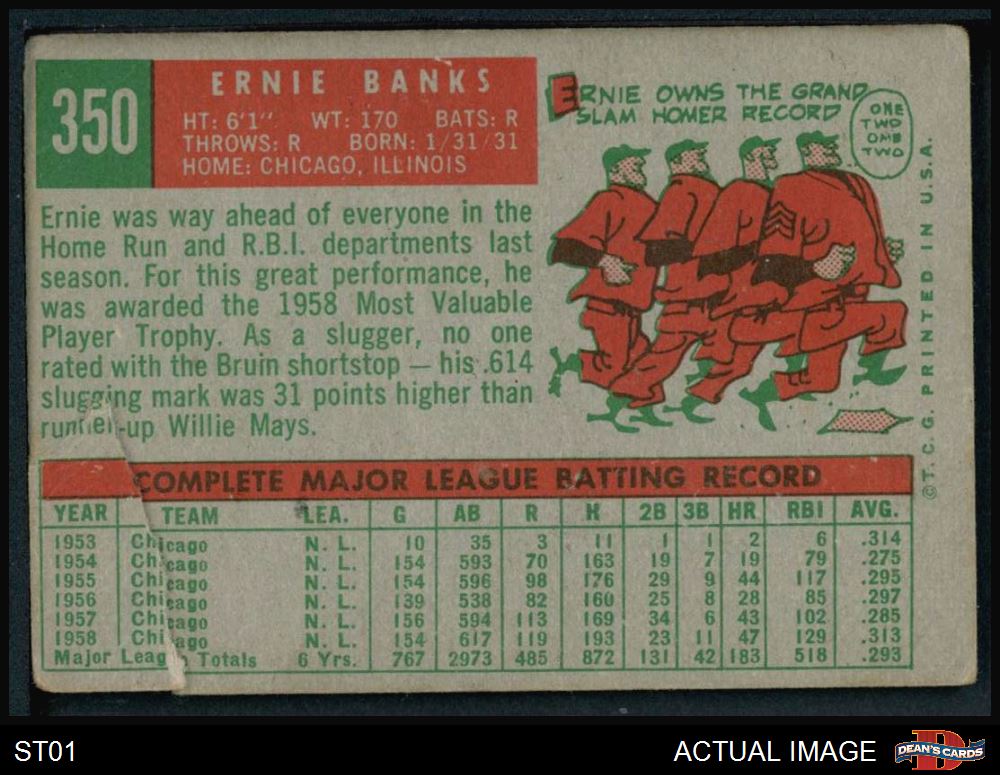 350
ERNIE BANKS
HT: 6'1" WT: 170 BATS: R
THROWS: R BORN: 1/31/31
HOME: CHICAGO, ILLINOIS
Ernie was way ahead of everyone in the
Home Run and R.B.I. departments last
season. For this great performance, he
was awarded the 1958 Most Valuable
Player Trophy. As a slugger, no one
rated with the Bruin shortstop — his .614
slugging mark was 31 points higher than
runner-up Willie Mays.
ERNIE OWNS THE GRAND
SLAM HOMER RECORD
ONE
TWO
ONE
TWO
©T. C. G. PRINTED IN U.S.A.
COMPLETE MAJOR LEAGUE BATTING RECORD
YEAR TEAM LEA. G AB R H 2B 3B HR RBI AVG.
1953 Chicago N. L. 10 35 3 11 1 1 2 6 .314
1954 Chicago N. L. 154 593 70 163 19 7 19 79 .275
1955 Chicago N. L. 154 596 98 176 29 9 44 117 .295
1956 Chicago N. L. 139 538 82 160 25 8 28 85 .297
1957 Chicago N. L. 156 594 113 169 34 6 43 102 .285
1958 Chicago N. L. 154 617 119 193 23 11 47 129 .313
Major Leag Totals 6 Yrs. 767 2973 485 872 131 42 183 518 .293
ST01
ACTUAL IMAGE
DEAN'S CARDS